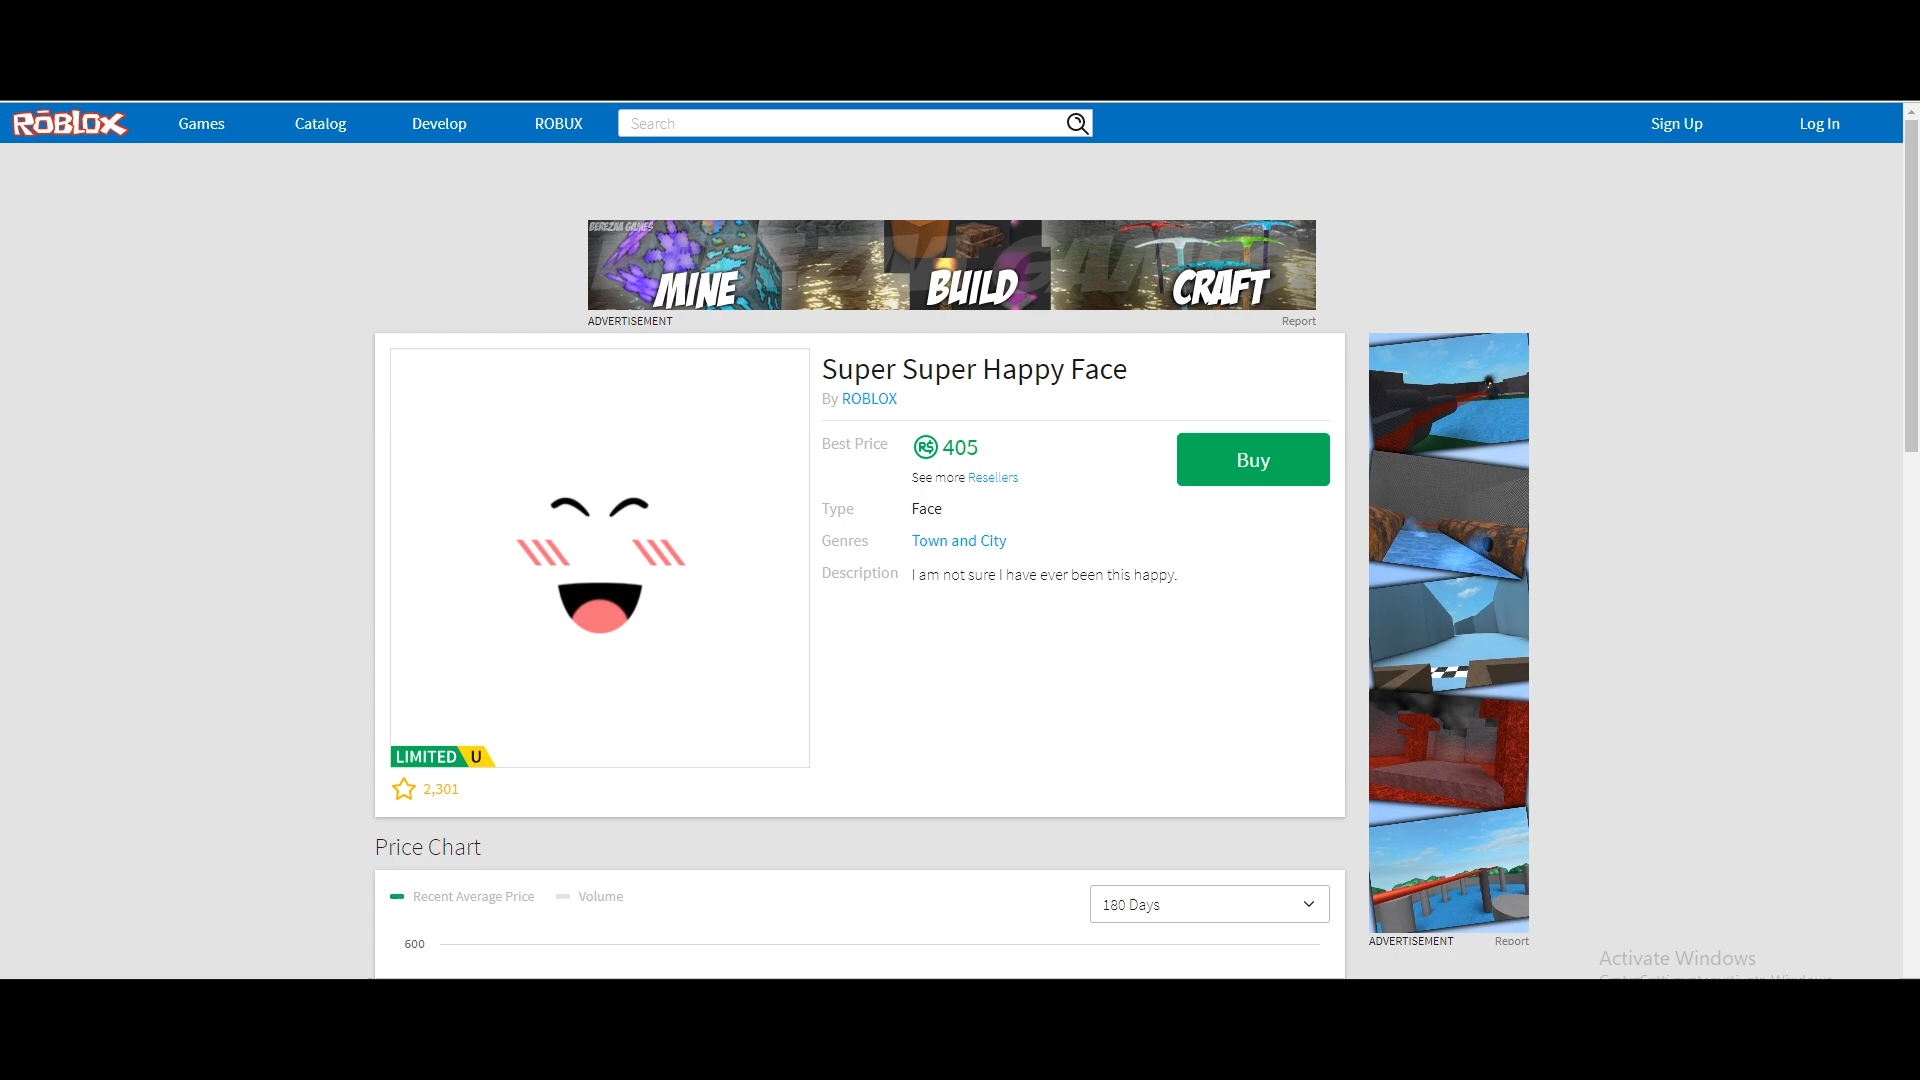 ROBLOX Games Catalog Develop ROBUX Search Sign Up Log In
BEREZAA GAMES
MINE BUILD CRAFT
ADVERTISEMENT Report
Super Super Happy Face
By ROBLOX
Best Price R$ 405
Buy
See more Resellers
Type Face
Genres Town and City
Description I am not sure I have ever been this happy.
LIMITED U
2,301
Price Chart
Recent Average Price Volume
180 Days
600
ADVERTISEMENT Report
Activate Windows